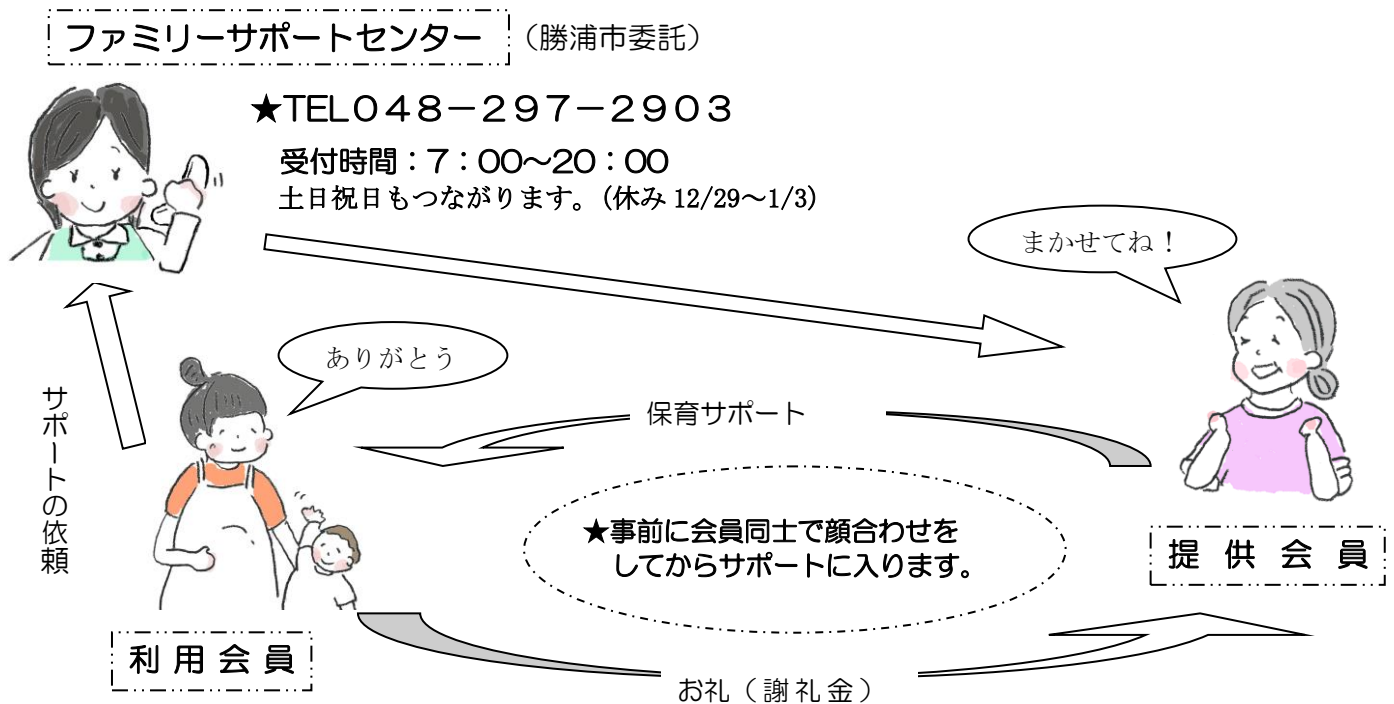 ファミリーサポートセンター（勝浦市委託）
★TEL０４８－２９７－２９０３
受付時間：７：００～２０：００
土日祝日もつながります。（休み 12/29～1/3）
まかせてね！
ありがとう
サポートの依頼
保育サポート
★事前に会員同士で顔合わせを
してからサポートに入ります。
提供会員
利用会員
お礼（謝礼金）